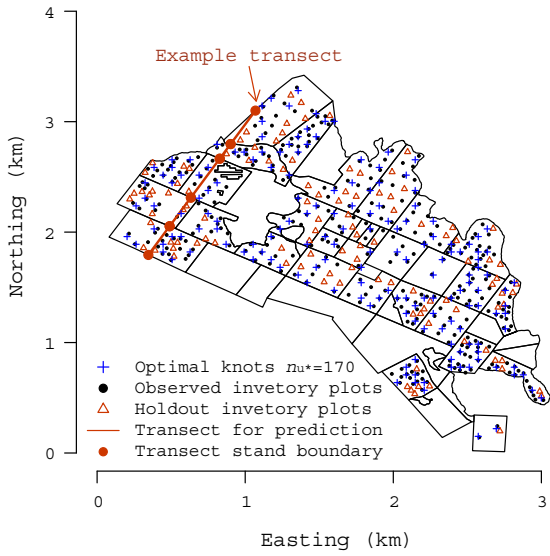 Example transect
4
3
2
1
0
Northing (km)
Optimal knots nu*=170
Observed invetory plots
Holdout invetory plots
Transect for prediction
Transect stand boundary
0 1 2 3
Easting (km)